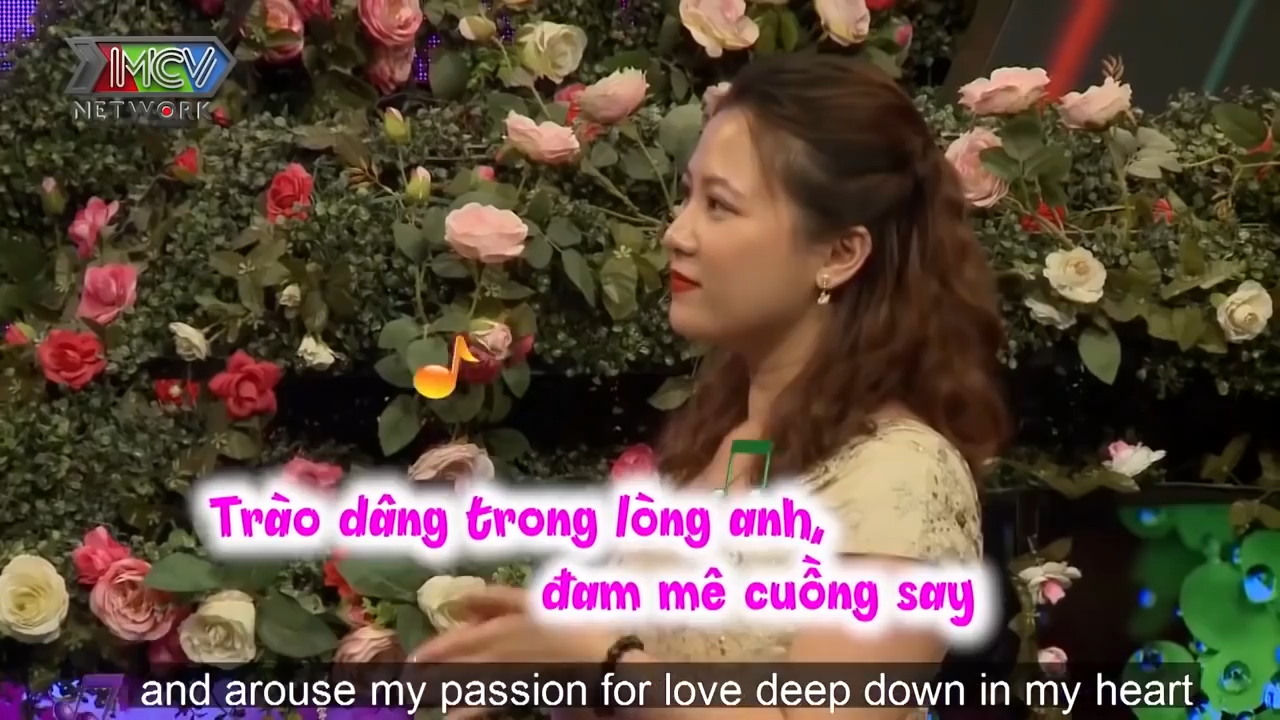 MCV
NETWORK
Trào dâng trong lòng anh,
đam mê cuồng say
and arouse my passion for love deep down in my heart